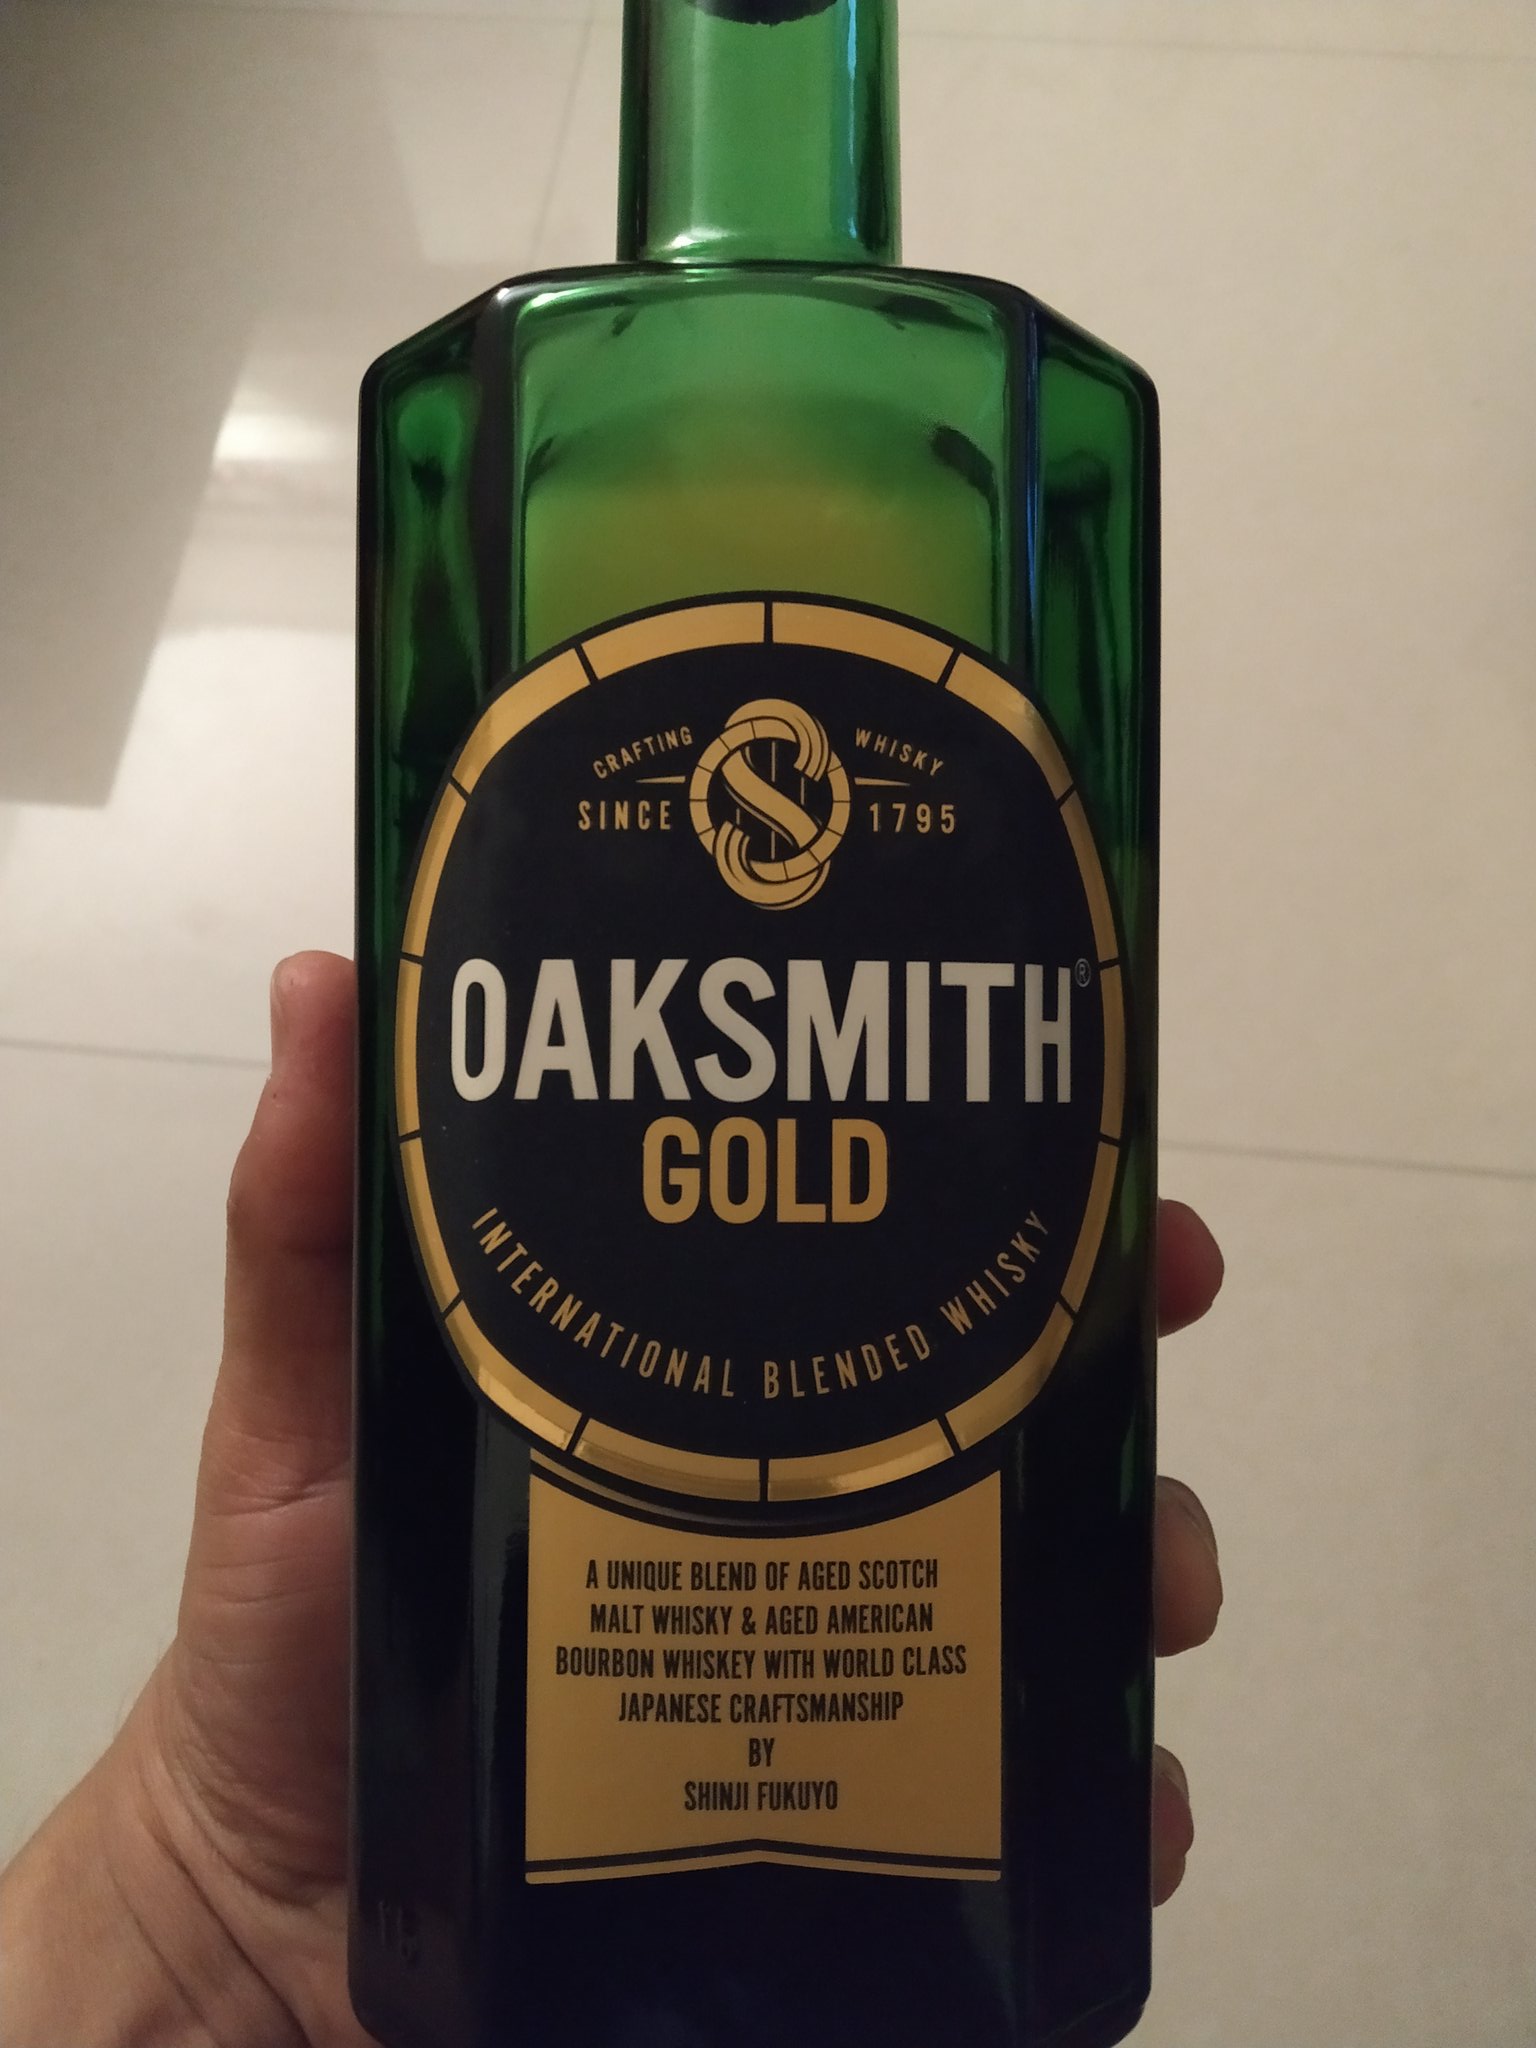 CRAFTING WHISKY
SINCE 1795
OAKSMITH®
GOLD
INTERNATIONAL BLENDED WHISKY
A UNIQUE BLEND OF AGED SCOTCH
MALT WHISKY & AGED AMERICAN
BOURBON WHISKEY WITH WORLD CLASS
JAPANESE CRAFTSMANSHIP
BY
SHINJI FUKUYO